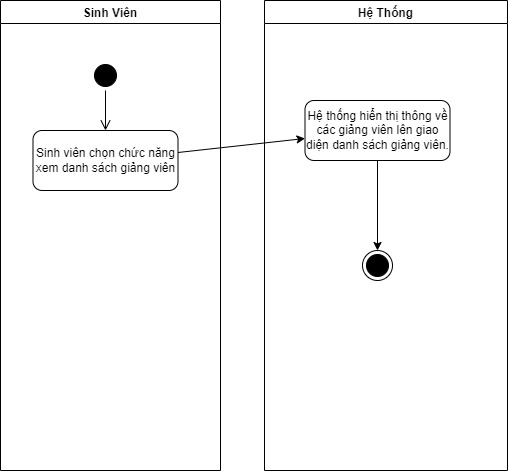 Sinh Viên
Hệ Thống
Sinh viên chọn chức năng
xem danh sách giảng viên
Hệ thống hiển thị thông về
các giảng viên lên giao
diện danh sách giảng viên.